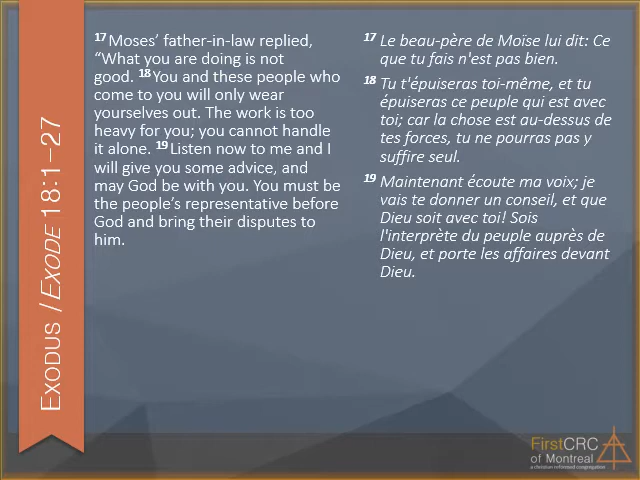 Exodus /Exode 18:1–27
17 Moses' father-in-law replied,
"What you are doing is not
good. 18 You and these people who
come to you will only wear
yourselves out. The work is too
heavy for you; you cannot handle
it alone. 19 Listen now to me and I
will give you some advice, and
may God be with you. You must be
the people's representative before
God and bring their disputes to
him.
17 Le beau-père de Moïse lui dit: Ce
que tu fais n'est pas bien.
18 Tu t'épuiseras toi-même, et tu
épuiseras ce peuple qui est avec
toi; car la chose est au-dessus de
tes forces, tu ne pourras pas y
suffire seul.
19 Maintenant écoute ma voix; je
vais te donner un conseil, et que
Dieu soit avec toi! Sois
l'interprète du peuple auprès de
Dieu, et porte les affaires devant
Dieu.
FirstCRC
of Montreal
a christian reformed congregation